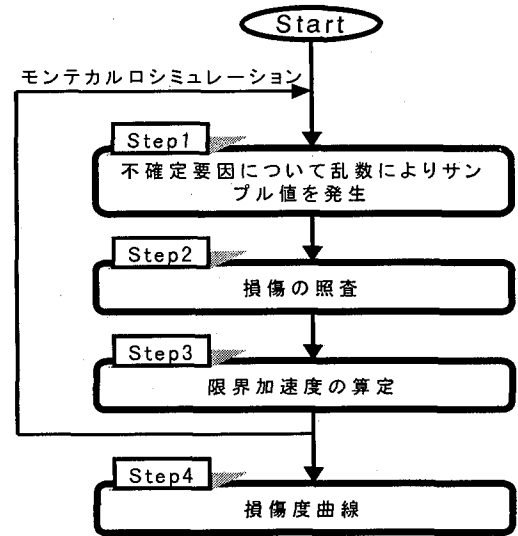 Start
モンテカルロシミュレーション
Step1
不確定要因について乱数によりサン
プル値を発生
Step2
損傷の照査
Step3
限界加速度の算定
Step4
損傷度曲線